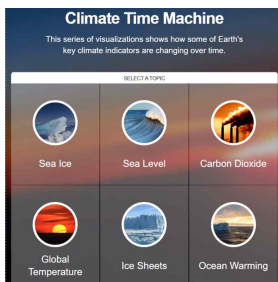 Climate Time Machine
This series of visualizations shows how some of Earth's
key climate indicators are changing over time.
SELECT A TOPIC
Sea Ice
Sea Level
Carbon Dioxide
Global
Temperature
Ice Sheets
Ocean Warming